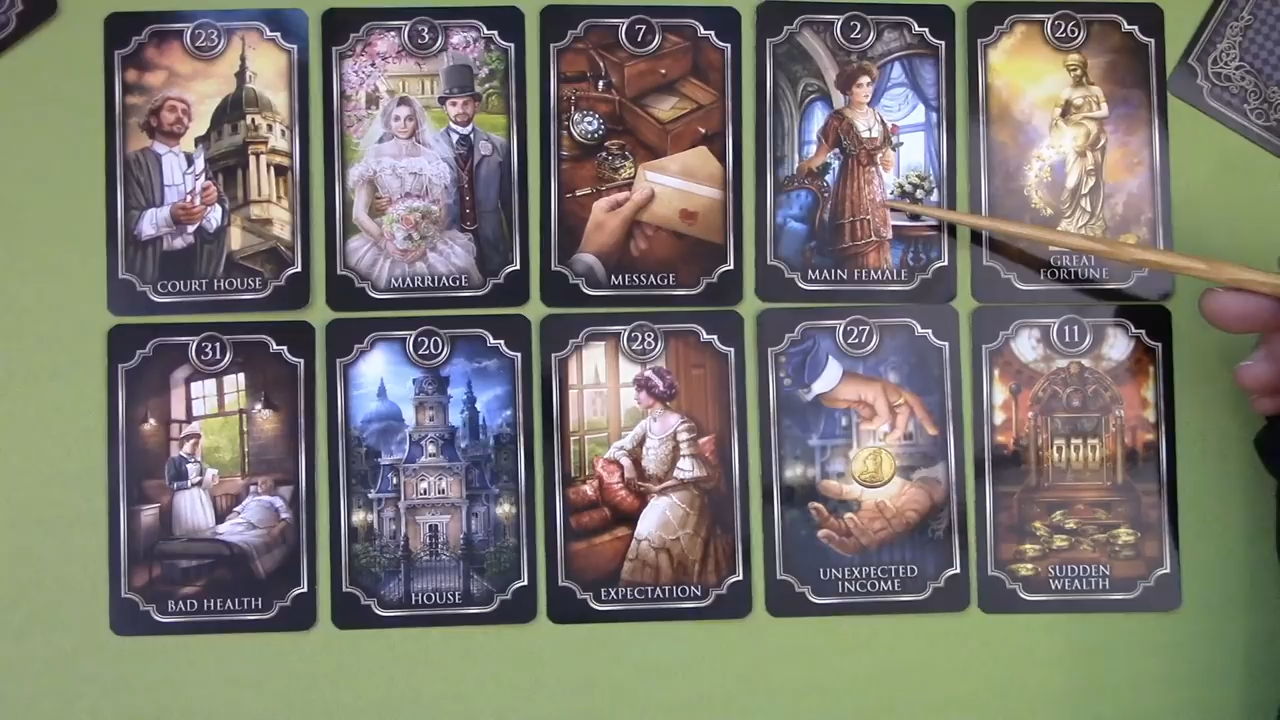 23
COURT HOUSE
3
MARRIAGE
7
MESSAGE
2
MAIN FEMALE
26
GREAT
FORTUNE
31
BAD HEALTH
20
HOUSE
28
EXPECTATION
27
UNEXPECTED
INCOME
11
777
SUDDEN
WEALTH